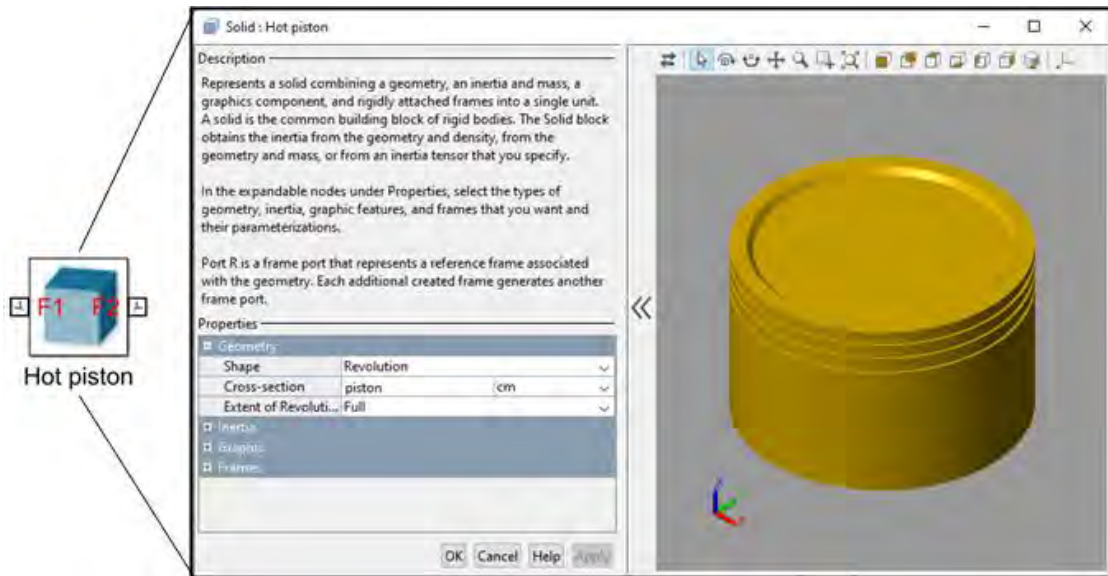 Solid : Hot piston
Description
Represents a solid combining a geometry, an inertia and mass, a
graphics component, and rigidly attached frames into a single unit.
A solid is the common building block of rigid bodies. The Solid block
obtains the inertia from the geometry and density, from the
geometry and mass, or from an inertia tensor that you specify.
In the expandable nodes under Properties, select the types of
geometry, inertia, graphic features, and frames that you want and
their parameterizations.
Port R is a frame port that represents a reference frame associated
with the geometry. Each additional created frame generates another
frame port.
Properties
Geometry
Shape Revolution
Cross-section piston cm
Extent of Revoluti... Full
Inertia
Graphic
Frames
OK Cancel Help Apply
F1 F2
Hot piston